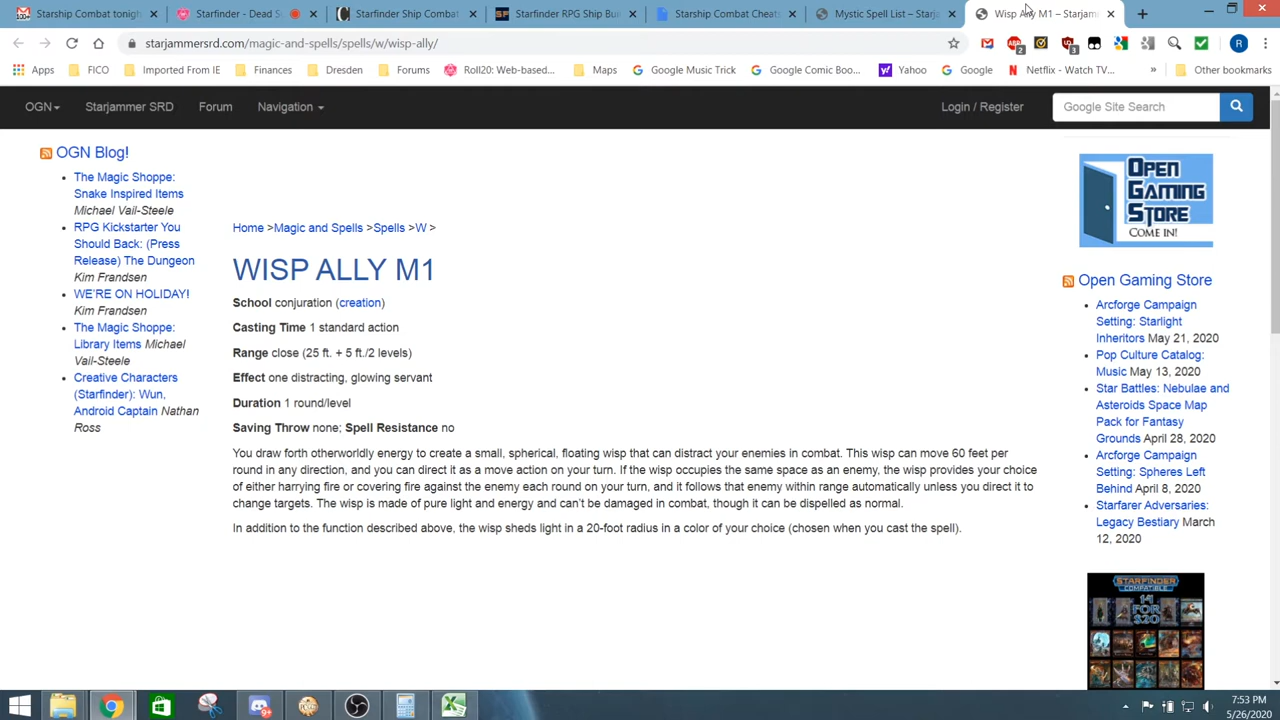 Starship Combat tonigh
Starfinder - Dead S
Starfinder Ship Combat
Starfinder RPG Ship Bui
Starship Combat Cheats
Mystic Spell List – Starja
Wisp Ally M1 – Starjam
starjammersrd.com/magic-and-spells/spells/w/wisp-ally/
Apps FICO Imported From IE Finances Dresden Forums Roll20: Web-based... Maps Google Music Trick Google Comic Boo... Yahoo Google Netflix - Watch TV... » Other bookmarks
OGN Starjammer SRD Forum Navigation Login / Register Google Site Search
OGN Blog!
The Magic Shoppe:
Snake Inspired Items
Michael Vail-Steele
RPG Kickstarter You
Should Back: (Press
Release) The Dungeon
Kim Frandsen
WE'RE ON HOLIDAY!
Kim Frandsen
The Magic Shoppe:
Library Items Michael
Vail-Steele
Creative Characters
(Starfinder): Wun,
Android Captain Nathan
Ross
Home >Magic and Spells >Spells >W >
WISP ALLY M1
School conjuration (creation)
Casting Time 1 standard action
Range close (25 ft. + 5 ft./2 levels)
Effect one distracting, glowing servant
Duration 1 round/level
Saving Throw none; Spell Resistance no
You draw forth otherworldly energy to create a small, spherical, floating wisp that can distract your enemies in combat. This wisp can move 60 feet per
round in any direction, and you can direct it as a move action on your turn. If the wisp occupies the same space as an enemy, the wisp provides your choice
of either harrying fire or covering fire against the enemy each round on your turn, and it follows that enemy within range automatically unless you direct it to
change targets. The wisp is made of pure light and energy and can't be damaged in combat, though it can be dispelled as normal.
In addition to the function described above, the wisp sheds light in a 20-foot radius in a color of your choice (chosen when you cast the spell).
OPEN
GAMING
STORE
COME IN!
Open Gaming Store
Arcforge Campaign
Setting: Starlight
Inheritors May 21, 2020
Pop Culture Catalog:
Music May 13, 2020
Star Battles: Nebulae and
Asteroids Space Map
Pack for Fantasy
Grounds April 28, 2020
Arcforge Campaign
Setting: Spheres Left
Behind April 8, 2020
Starfarer Adversaries:
Legacy Bestiary March
12, 2020
STARFINDER
COMPATIBLE
14
FOR
$20
7:53 PM
5/26/2020